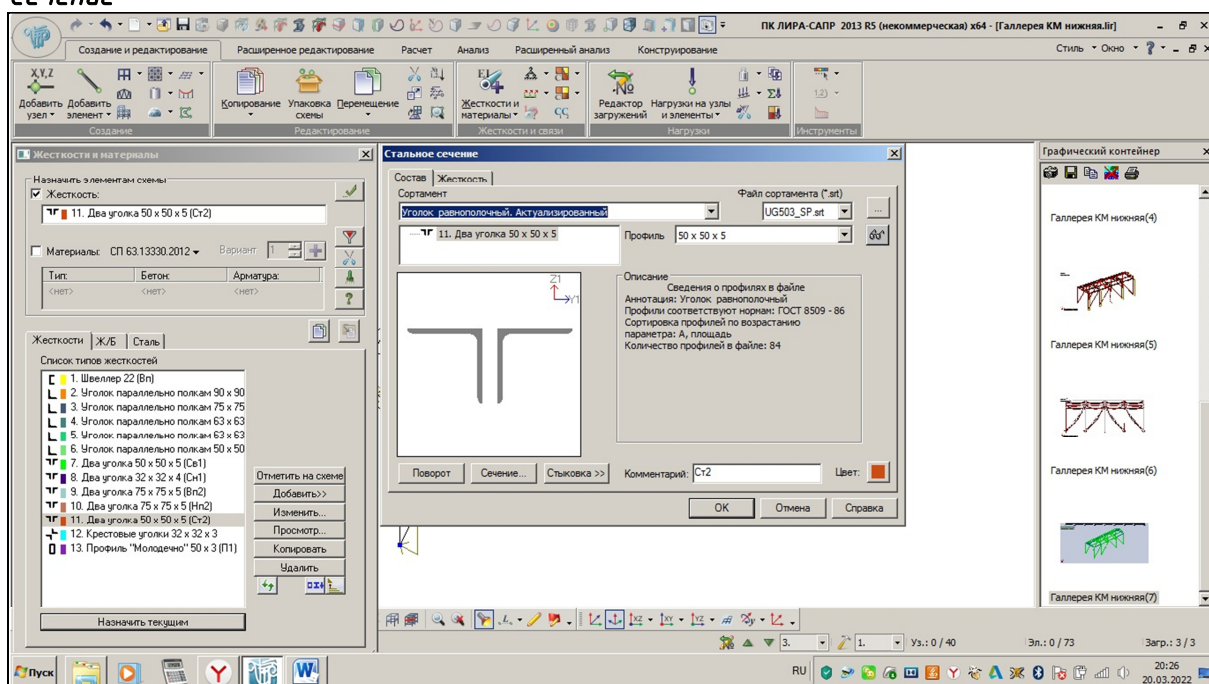 Сечение
ПК ЛИРА-САПР 2013 R5 (некоммерческая) x64 - [Галлерея КМ нижняя.lir]
Создание и редактирование Расширенное редактирование Расчет Анализ Расширенный анализ Конструирование Стиль Окно ?
X,Y,Z
Добавить узел Добавить элемент Копирование Упаковка схемы Перемещение Жесткости и материалы Редактор загружений Нагрузки на узлы и элементы
Создание Редактирование Жесткости и связи Нагрузки Инструменты
Жесткости и материалы
Назначить элементам схемы
Жесткость:
11. Два уголка 50 x 50 x 5 (Ст2)
Материалы: СП 63.13330.2012 Вариант 1
Тип: Бетон: Арматура:
<нет> <нет> <нет>
Жесткости Ж/Б Сталь
Список типов жесткостей
1. Швеллер 22 (Вп)
2. Уголок параллельно полкам 90 x 90
3. Уголок параллельно полкам 75 x 75
4. Уголок параллельно полкам 63 x 63
5. Уголок параллельно полкам 63 x 63
6. Уголок параллельно полкам 50 x 50
7. Два уголка 50 x 50 x 5 (Св1)
8. Два уголка 32 x 32 x 4 (Сн1)
9. Два уголка 75 x 75 x 5 (Вп2)
10. Два уголка 75 x 75 x 5 (Нп2)
11. Два уголка 50 x 50 x 5 (Ст2)
12. Крестовые уголки 32 x 32 x 3
13. Профиль "Молодечно" 50 x 3 (П1)
Отметить на схеме
Добавить>>
Изменить...
Просмотр...
Копировать
Удалить
Назначить текущим
Стальное сечение
Состав Жесткость
Сортамент Файл сортамента (*.srt)
Уголок равнополочный. Актуализированный UG503_SP.srt ...
11. Два уголка 50 x 50 x 5 Профиль 50 x 50 x 5
Z1
Y1
Описание
Сведения о профилях в файле
Аннотация: Уголок равнополочный
Профили соответствуют нормам: ГОСТ 8509 - 86
Сортировка профилей по возрастанию
параметра: A, площадь
Количество профилей в файле: 84
Поворот Сечение... Стыковка >> Комментарий: Ст2 Цвет:
OK Отмена Справка
Графический контейнер
Галлерея КМ нижняя(4)
Галлерея КМ нижняя(5)
Галлерея КМ нижняя(6)
Галлерея КМ нижняя(7)
3. 1. Уз.: 0 / 40 Эл.: 0 / 73 Загр.: 3 / 3
Пуск RU 20:26
20.03.2022